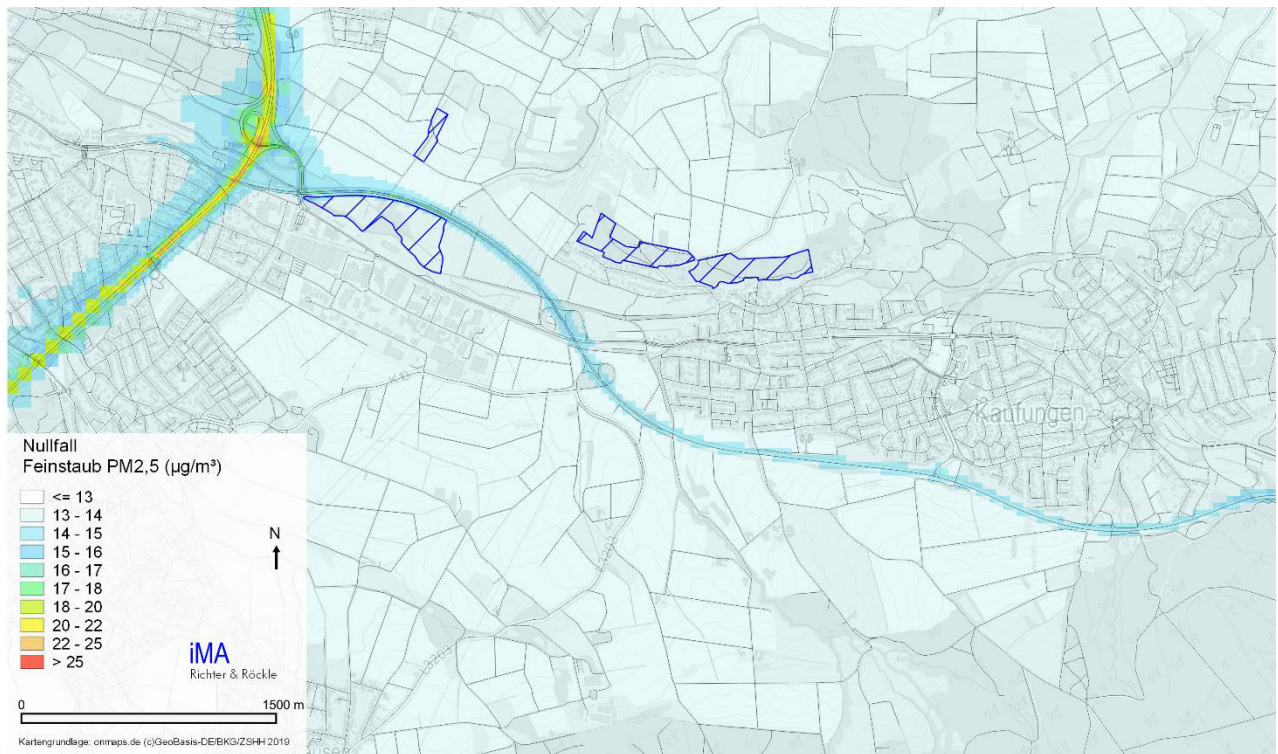 Kaufungen
L3203
Nullfall
Feinstaub PM2,5 (µg/m³)
<= 13
13 - 14
14 - 15
15 - 16
16 - 17
17 - 18
18 - 20
20 - 22
22 - 25
> 25
N
iMA
Richter & Röckle
0
1500 m
Kartengrundlage: onmaps.de (c)GeoBasis-DE/BKG/ZSHH 2019